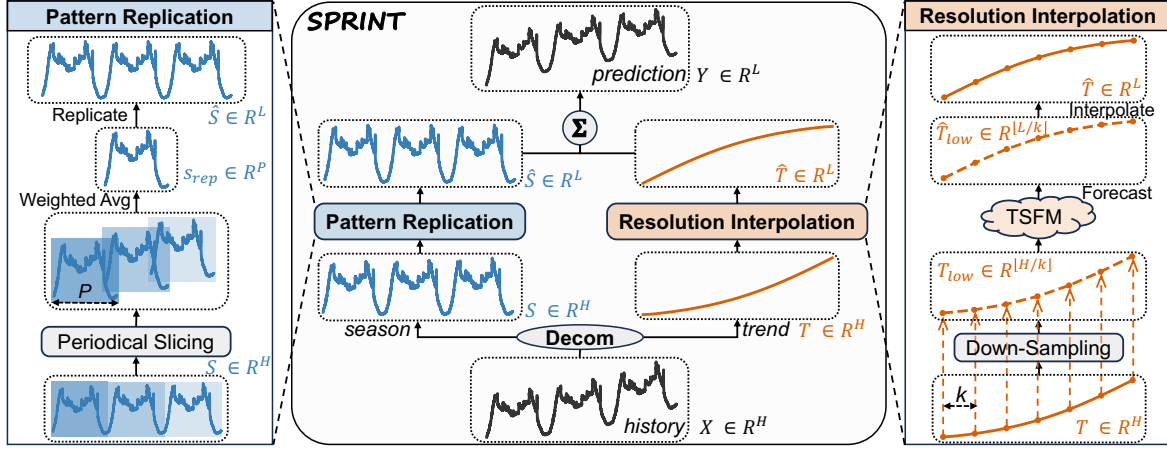 Pattern Replication
Replicate
Ŝ ∈ R^L
s_rep ∈ R^P
Weighted Avg
P
Periodical Slicing
S ∈ R^H
SPRINT
prediction Y ∈ R^L
Σ
Ŝ ∈ R^L
T̂ ∈ R^L
Pattern Replication
Resolution Interpolation
S ∈ R^H
season
trend T ∈ R^H
Decom
history X ∈ R^H
Resolution Interpolation
T̂ ∈ R^L
Interpolate
T̂_low ∈ R^⌊L/k⌋
Forecast
TSFM
T_low ∈ R^⌊H/k⌋
Down-Sampling
k
T ∈ R^H